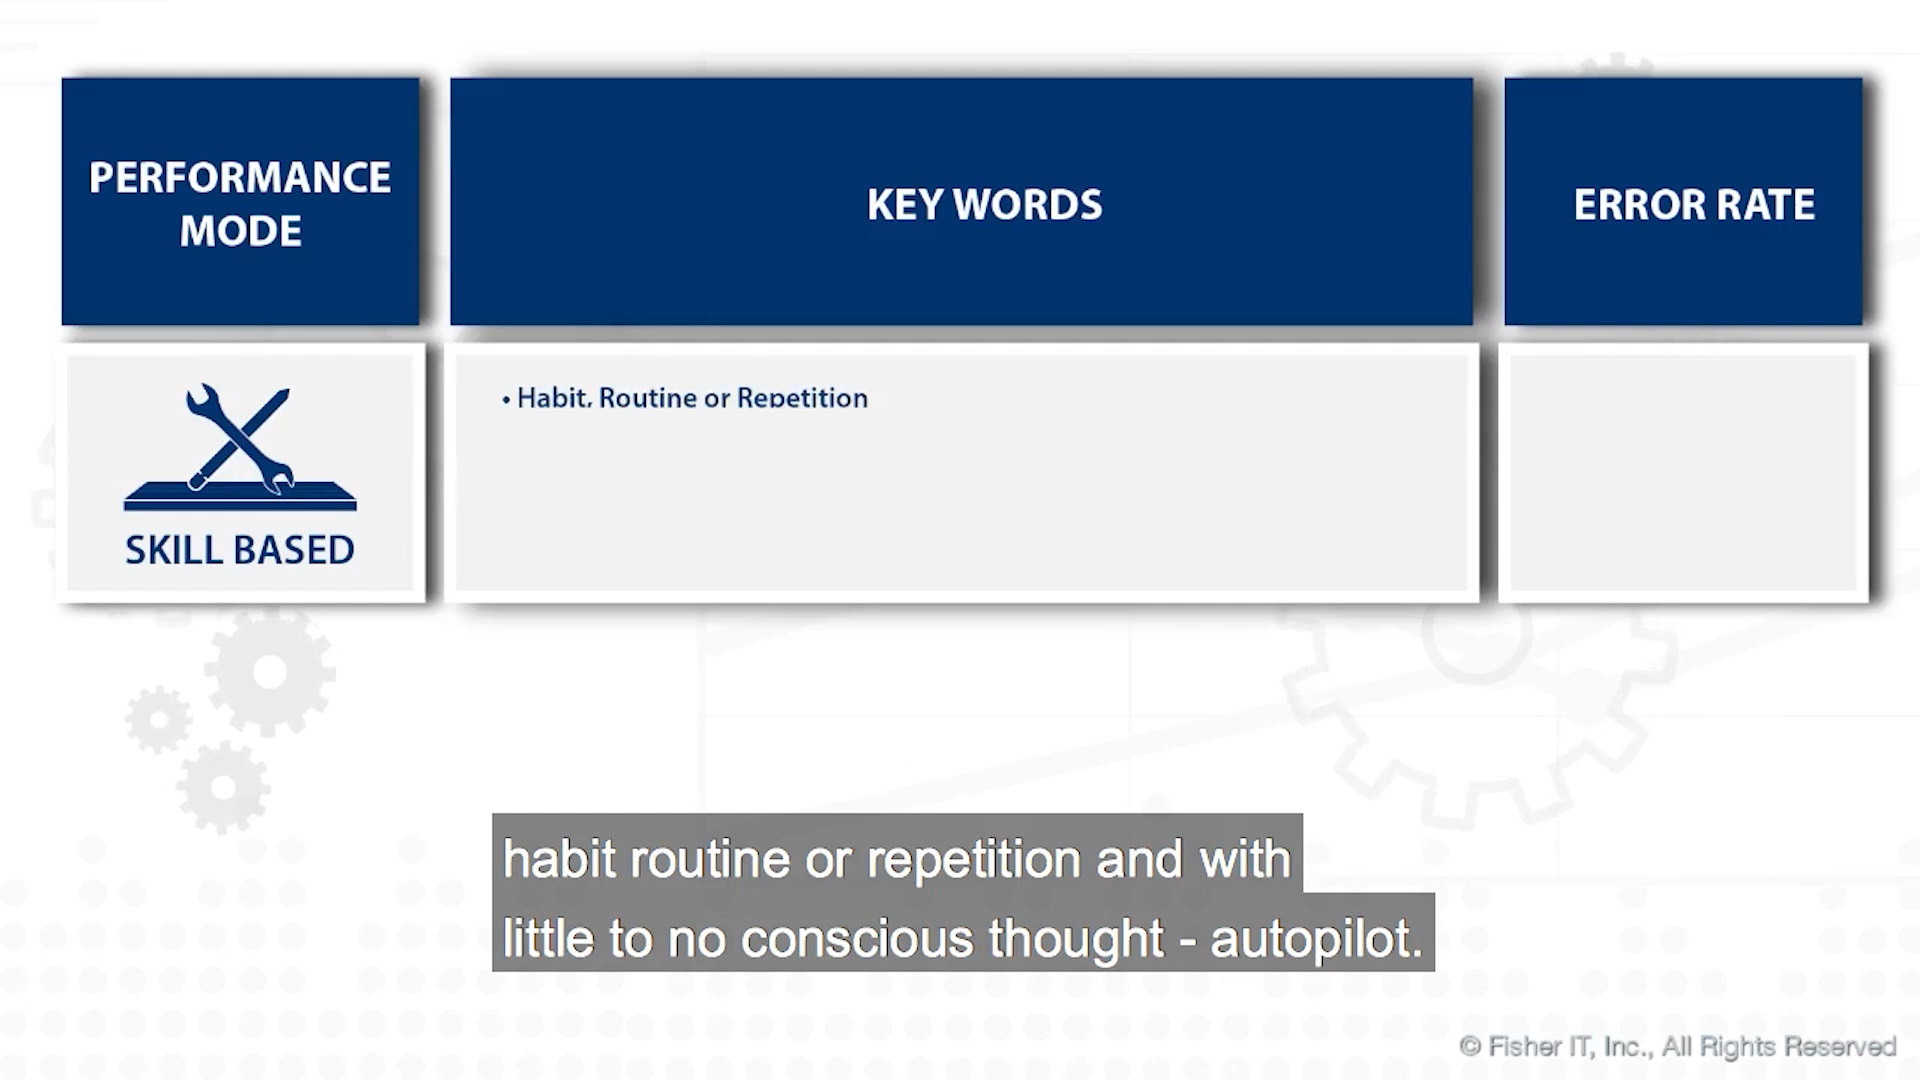 PERFORMANCE
MODE
KEY WORDS
ERROR RATE
• Habit, Routine or Repetition
SKILL BASED
habit routine or repetition and with
little to no conscious thought - autopilot.
© Fisher IT, Inc., All Rights Reserved